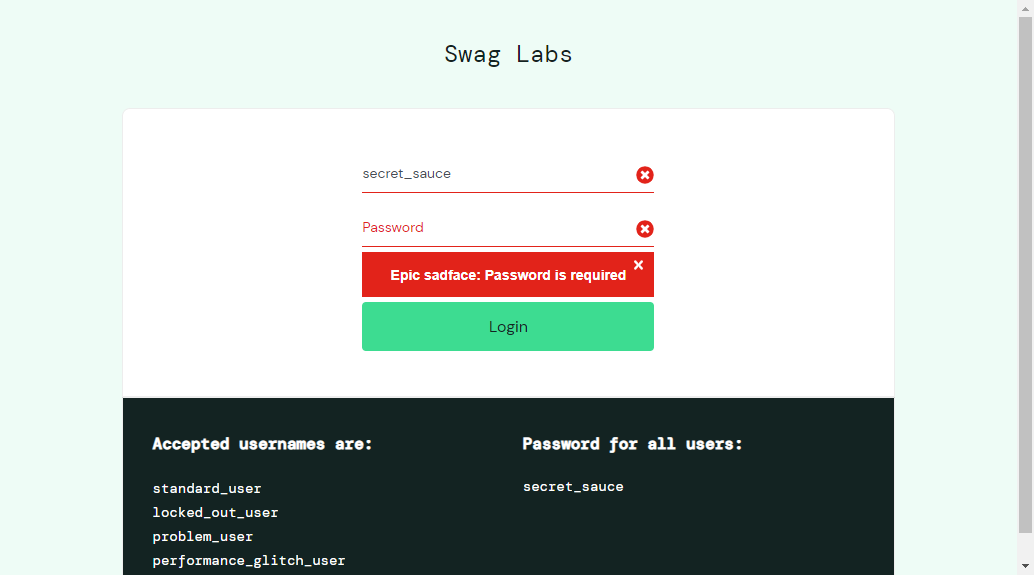 Swag Labs
secret_sauce
Password
Epic sadface: Password is required
Login
Accepted usernames are:
standard_user
locked_out_user
problem_user
performance_glitch_user
Password for all users:
secret_sauce